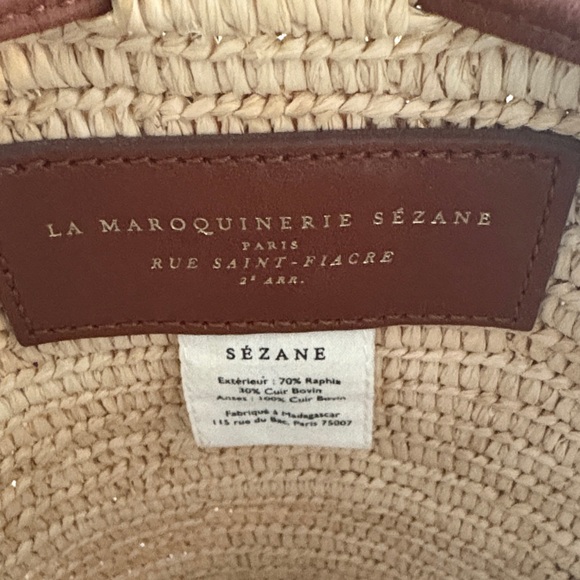 LA MAROQUINERIE SÉZANE
PARIS
RUE SAINT-FIACRE
2E ARR.
SÉZANE
Extérieur : 70% Raphia
30% Cuir Bovin
Anses : 100% Cuir Bovin
Fabriqué à Madagascar
115 rue du Bac, Paris 75007